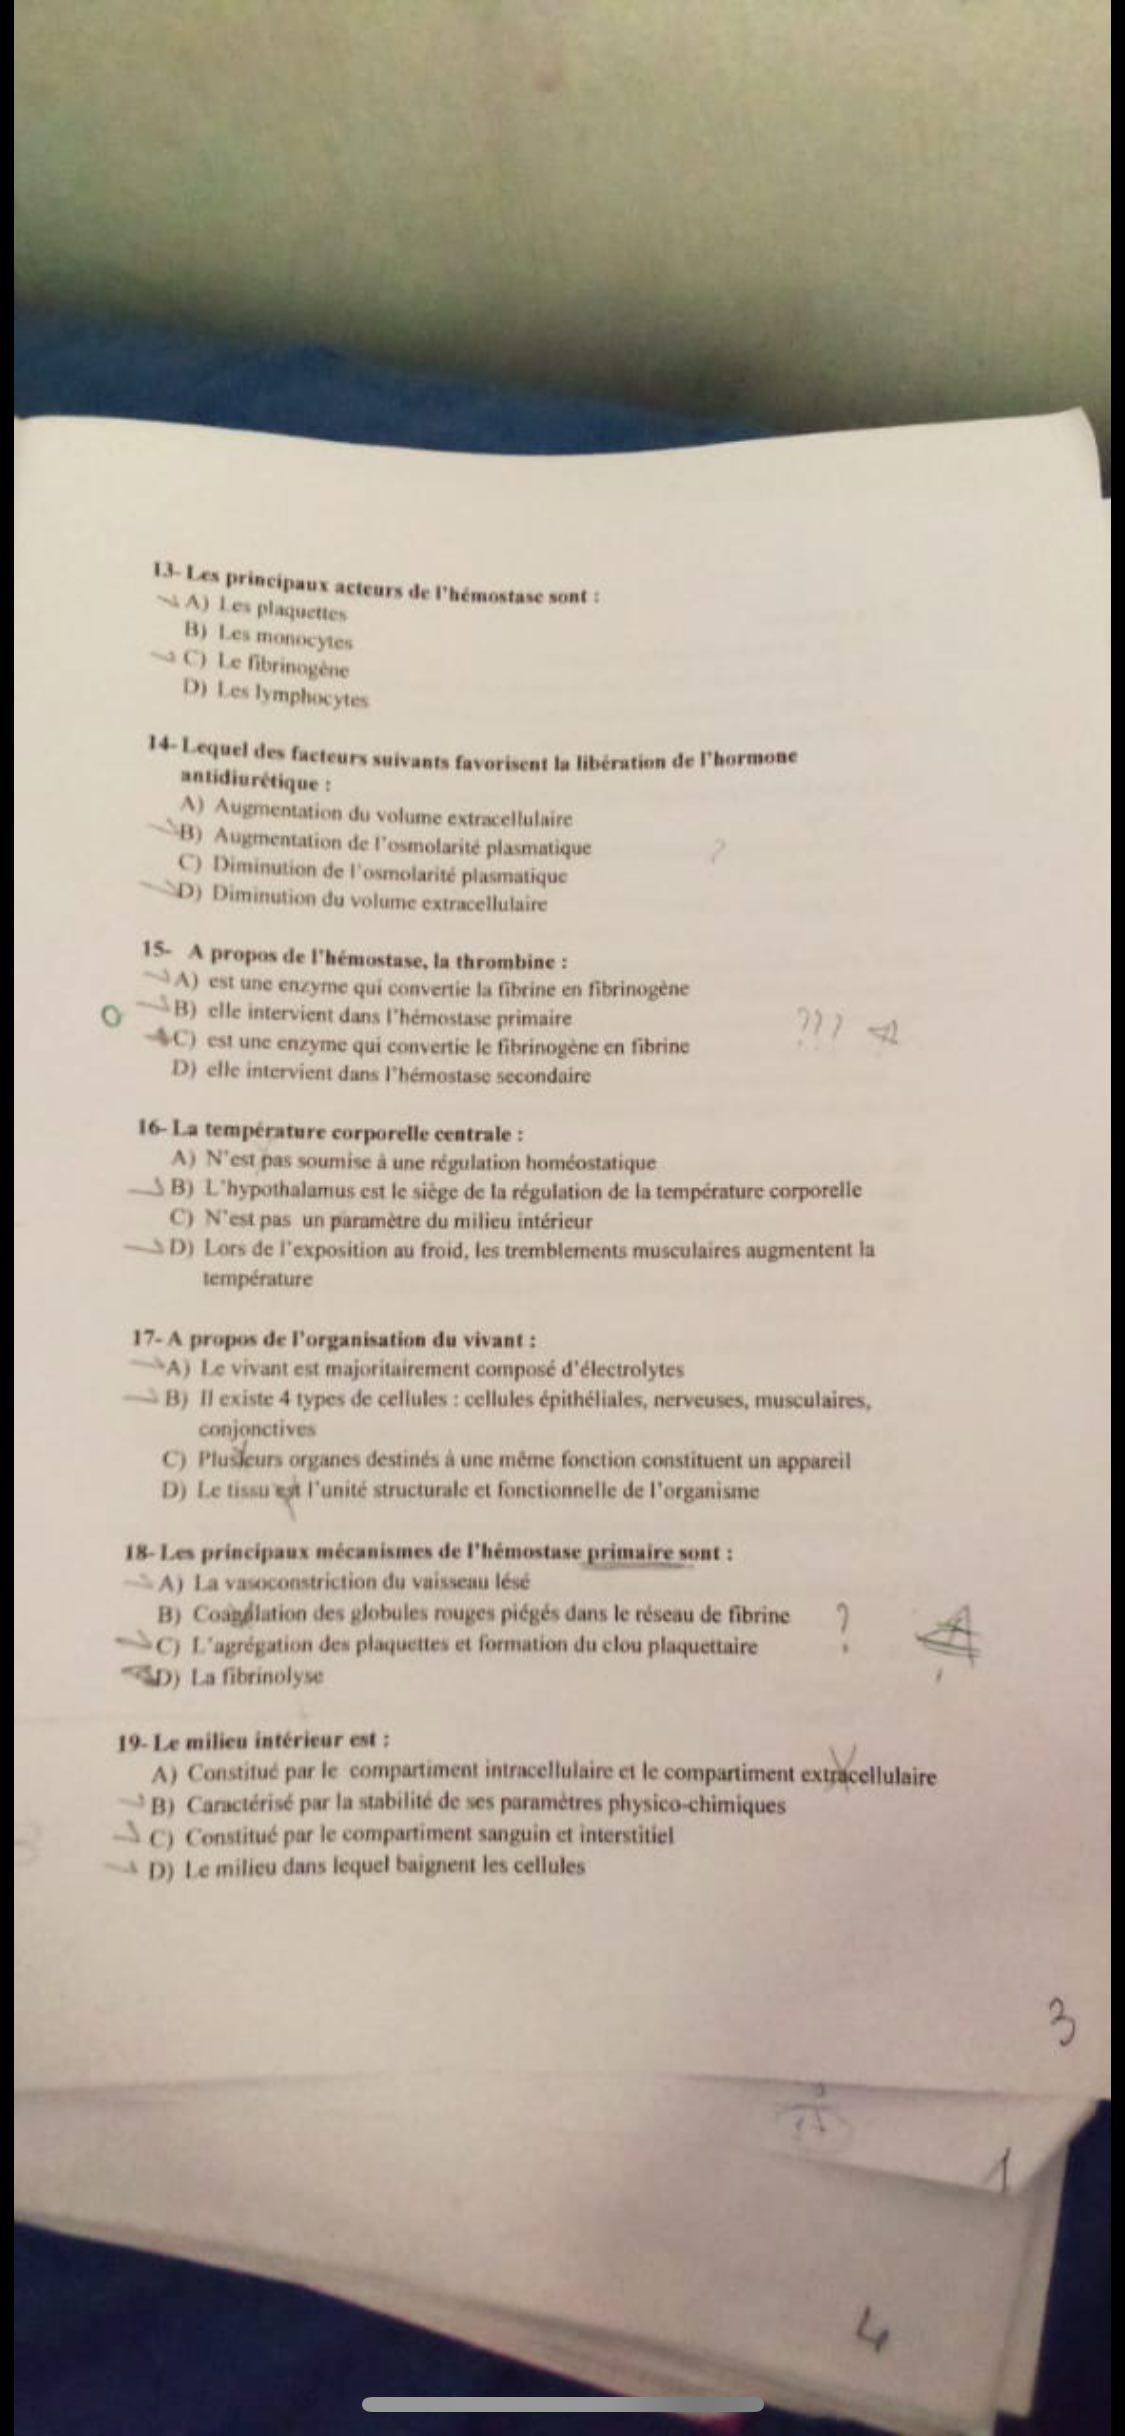 13- Les principaux acteurs de l'hémostase sont :
A) Les plaquettes
B) Les monocytes
C) Le fibrinogène
D) Les lymphocytes
14- Lequel des facteurs suivants favorisent la libération de l'hormone
antidiurétique :
A) Augmentation du volume extracellulaire
B) Augmentation de l'osmolarité plasmatique
?
C) Diminution de l'osmolarité plasmatique
D) Diminution du volume extracellulaire
15- A propos de l'hémostase, la thrombine :
A) est une enzyme qui convertie la fibrine en fibrinogène
B) elle intervient dans l'hémostase primaire
???
C) est une enzyme qui convertie le fibrinogène en fibrine
D) elle intervient dans l'hémostase secondaire
16- La température corporelle centrale :
A) N'est pas soumise à une régulation homéostatique
B) L'hypothalamus est le siège de la régulation de la température corporelle
C) N'est pas un paramètre du milieu intérieur
D) Lors de l'exposition au froid, les tremblements musculaires augmentent la
température
17- A propos de l'organisation du vivant :
A) Le vivant est majoritairement composé d'électrolytes
B) Il existe 4 types de cellules : cellules épithéliales, nerveuses, musculaires,
conjonctives
C) Plusieurs organes destinés à une même fonction constituent un appareil
D) Le tissu est l'unité structurale et fonctionnelle de l'organisme
18- Les principaux mécanismes de l'hémostase primaire sont :
A) La vasoconstriction du vaisseau lésé
B) Coagulation des globules rouges piégés dans le réseau de fibrine ?
C) L'agrégation des plaquettes et formation du clou plaquettaire
D) La fibrinolyse
19- Le milieu intérieur est :
A) Constitué par le compartiment intracellulaire et le compartiment extracellulaire
B) Caractérisé par la stabilité de ses paramètres physico-chimiques
C) Constitué par le compartiment sanguin et interstitiel
D) Le milieu dans lequel baignent les cellules
3
1
4